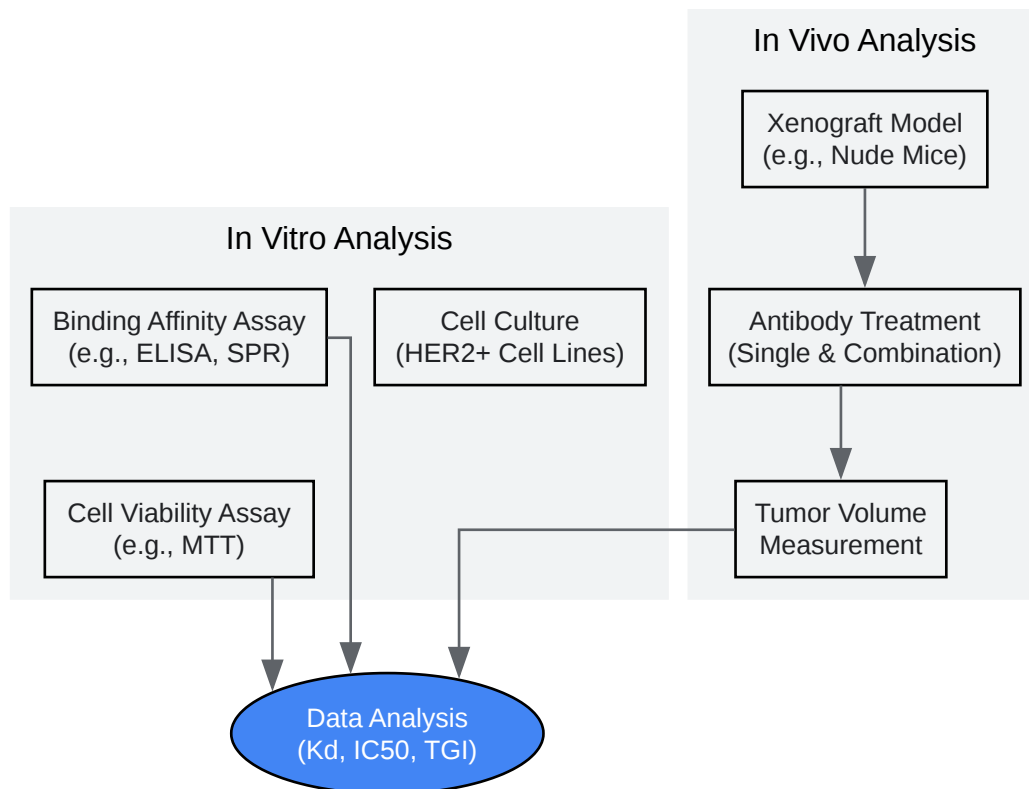 In Vivo Analysis
Xenograft Model
(e.g., Nude Mice)
In Vitro Analysis
Binding Affinity Assay
(e.g., ELISA, SPR)
Cell Culture
(HER2+ Cell Lines)
Antibody Treatment
(Single & Combination)
Cell Viability Assay
(e.g., MTT)
Tumor Volume
Measurement
Data Analysis
(Kd, IC50, TGI)